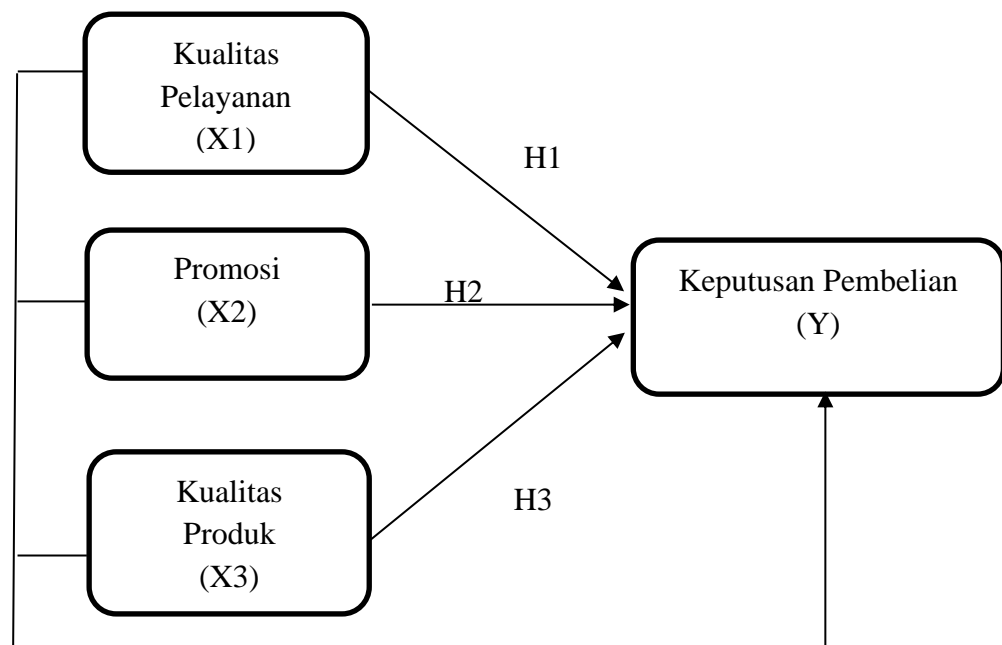 Kualitas
Pelayanan
(X1)
H1
Promosi
(X2)
H2
Keputusan Pembelian
(Y)
Kualitas
Produk
(X3)
H3